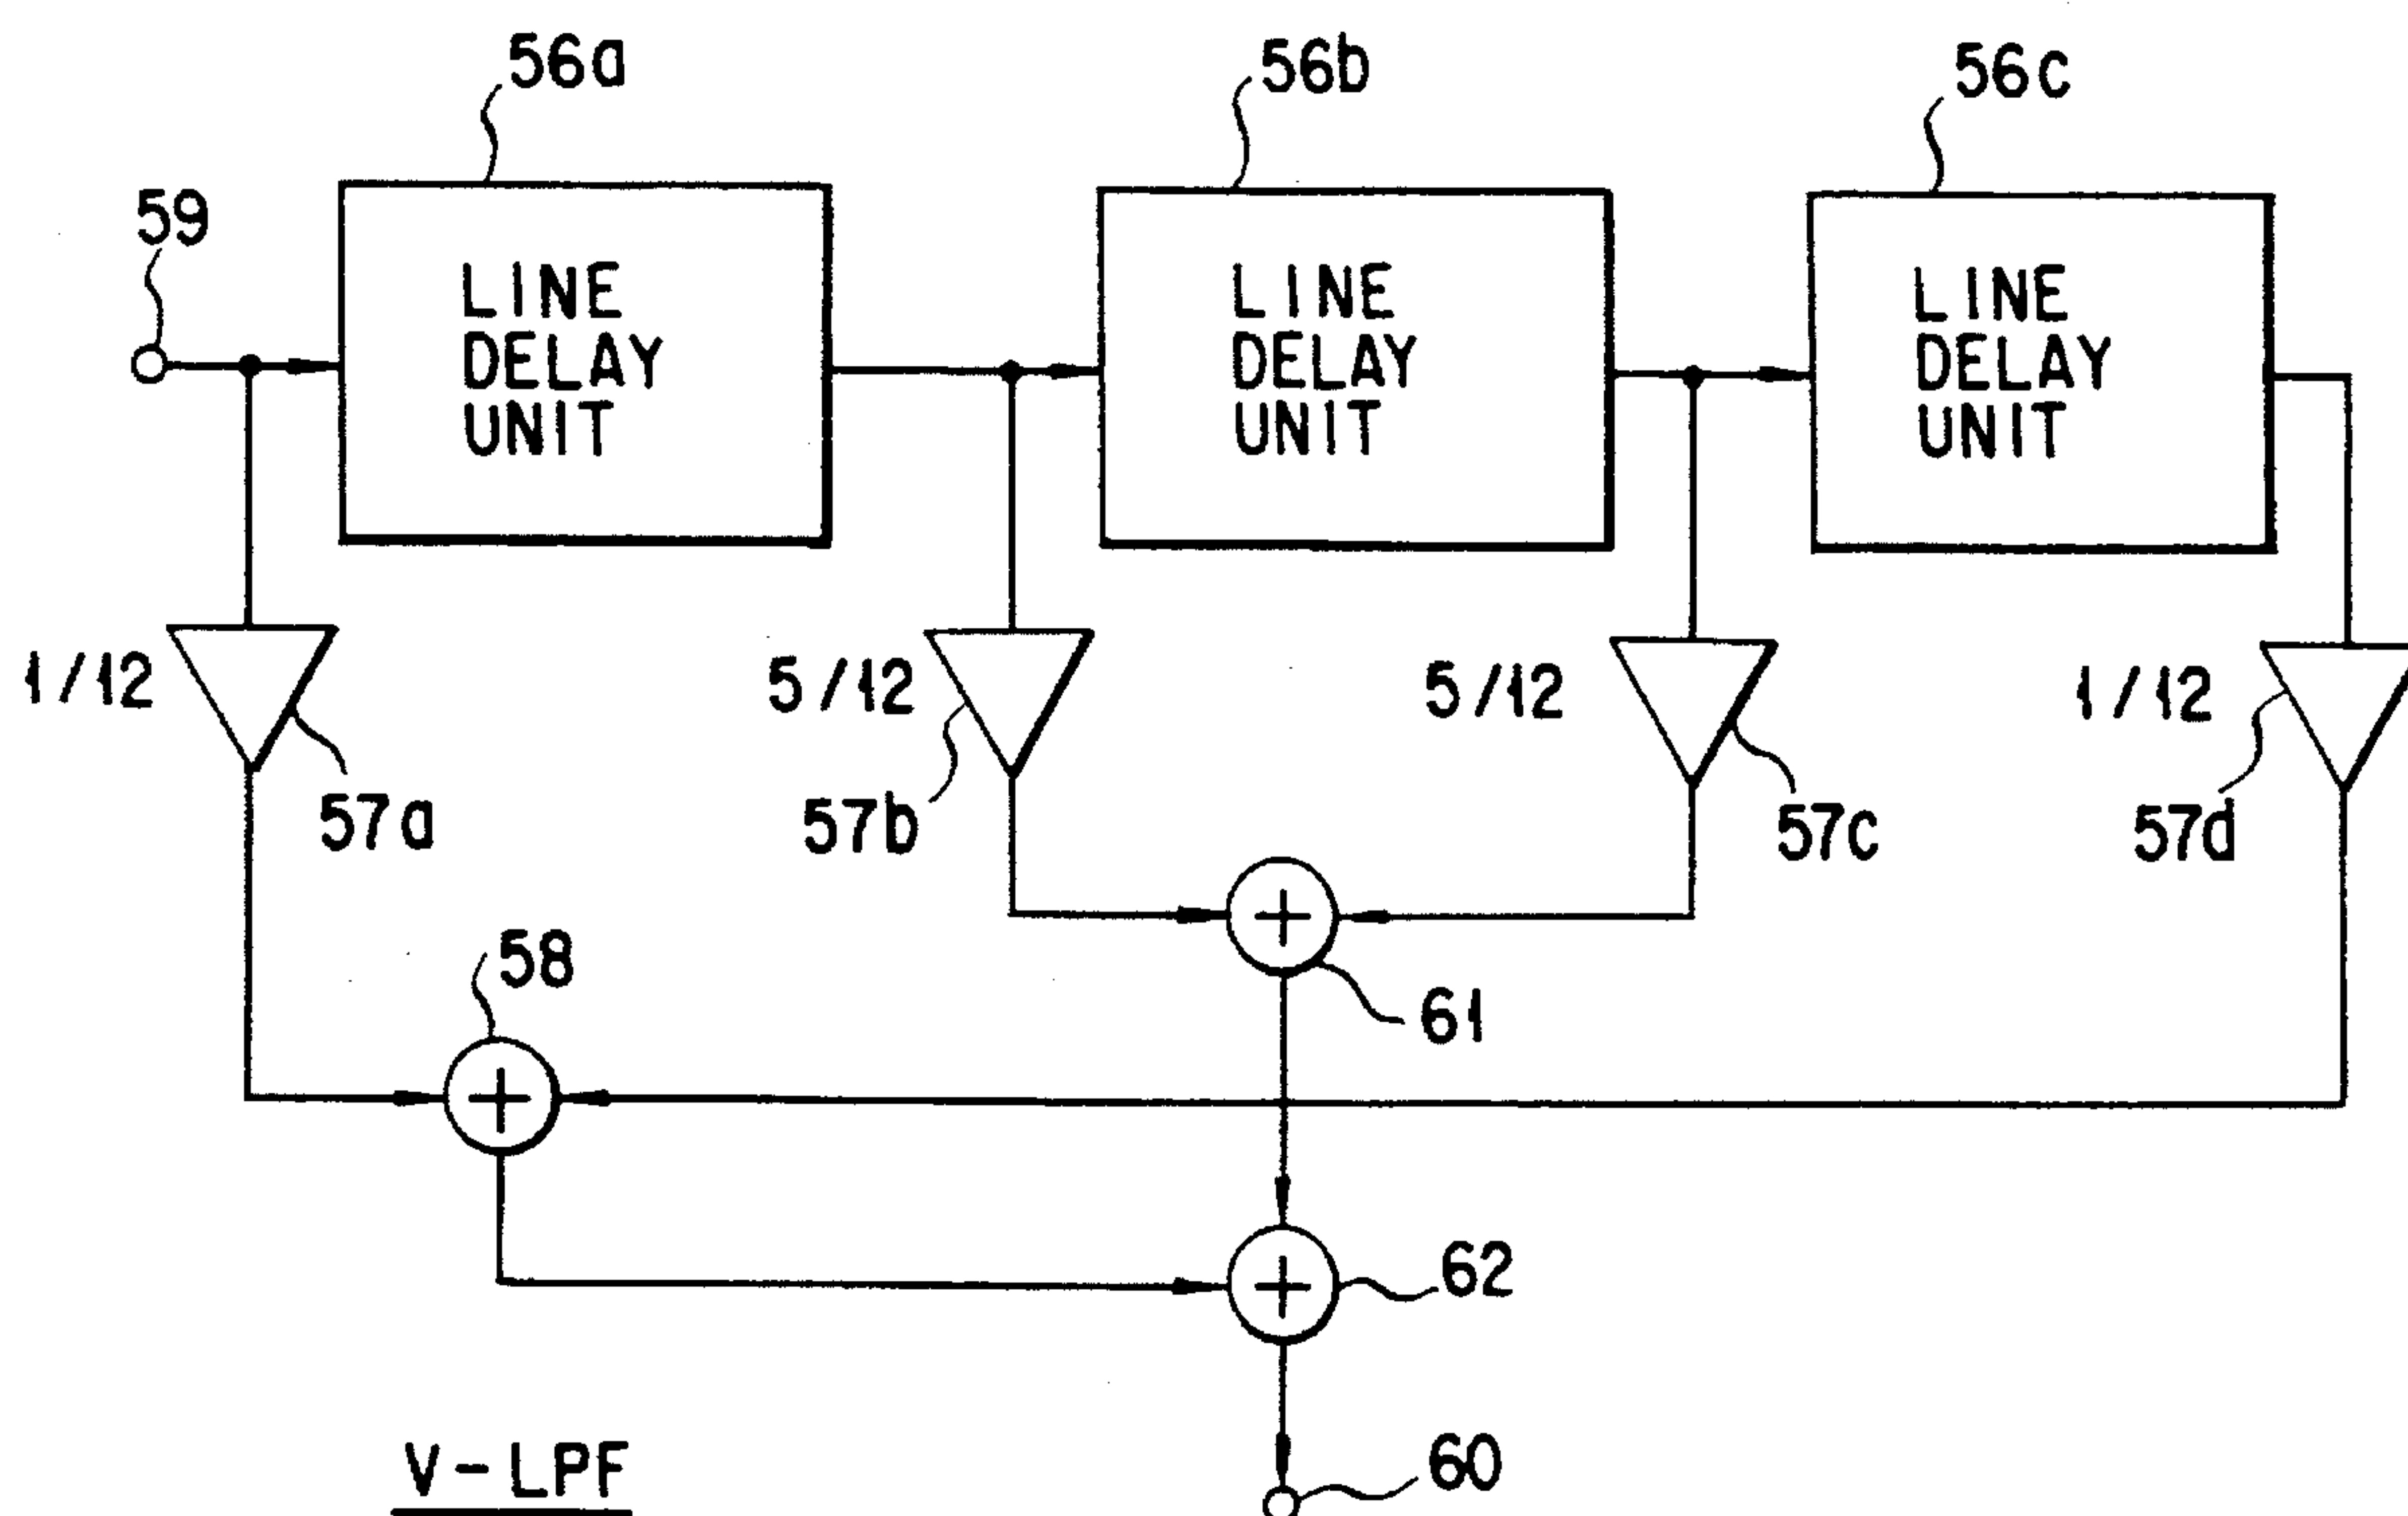 56a
56b
56c
59
LINE
DELAY
UNIT
LINE
DELAY
UNIT
LINE
DELAY
UNIT
1/12
5/12
5/12
1/12
57a
57b
57c
57d
58
61
62
60
V-LPF